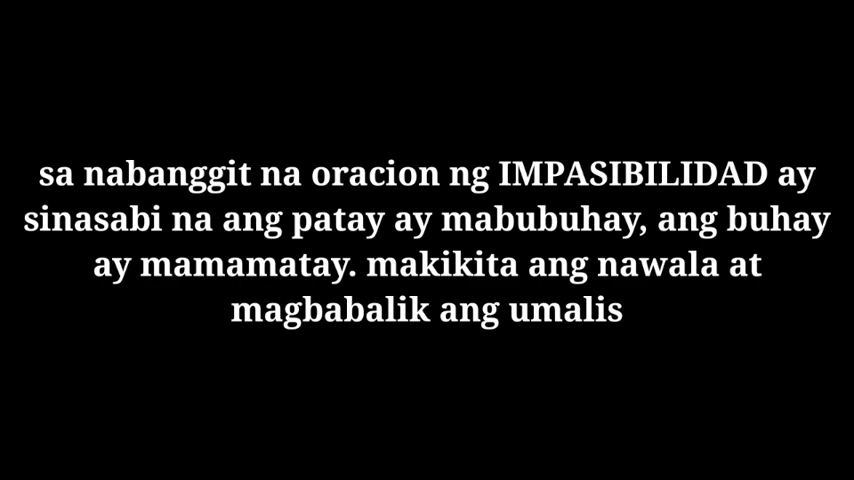 sa nabanggit na oracion ng IMPASIBILIDAD ay
sinasabi na ang patay ay mabubuhay, ang buhay
ay mamamatay. makikita ang nawala at
magbabalik ang umalis